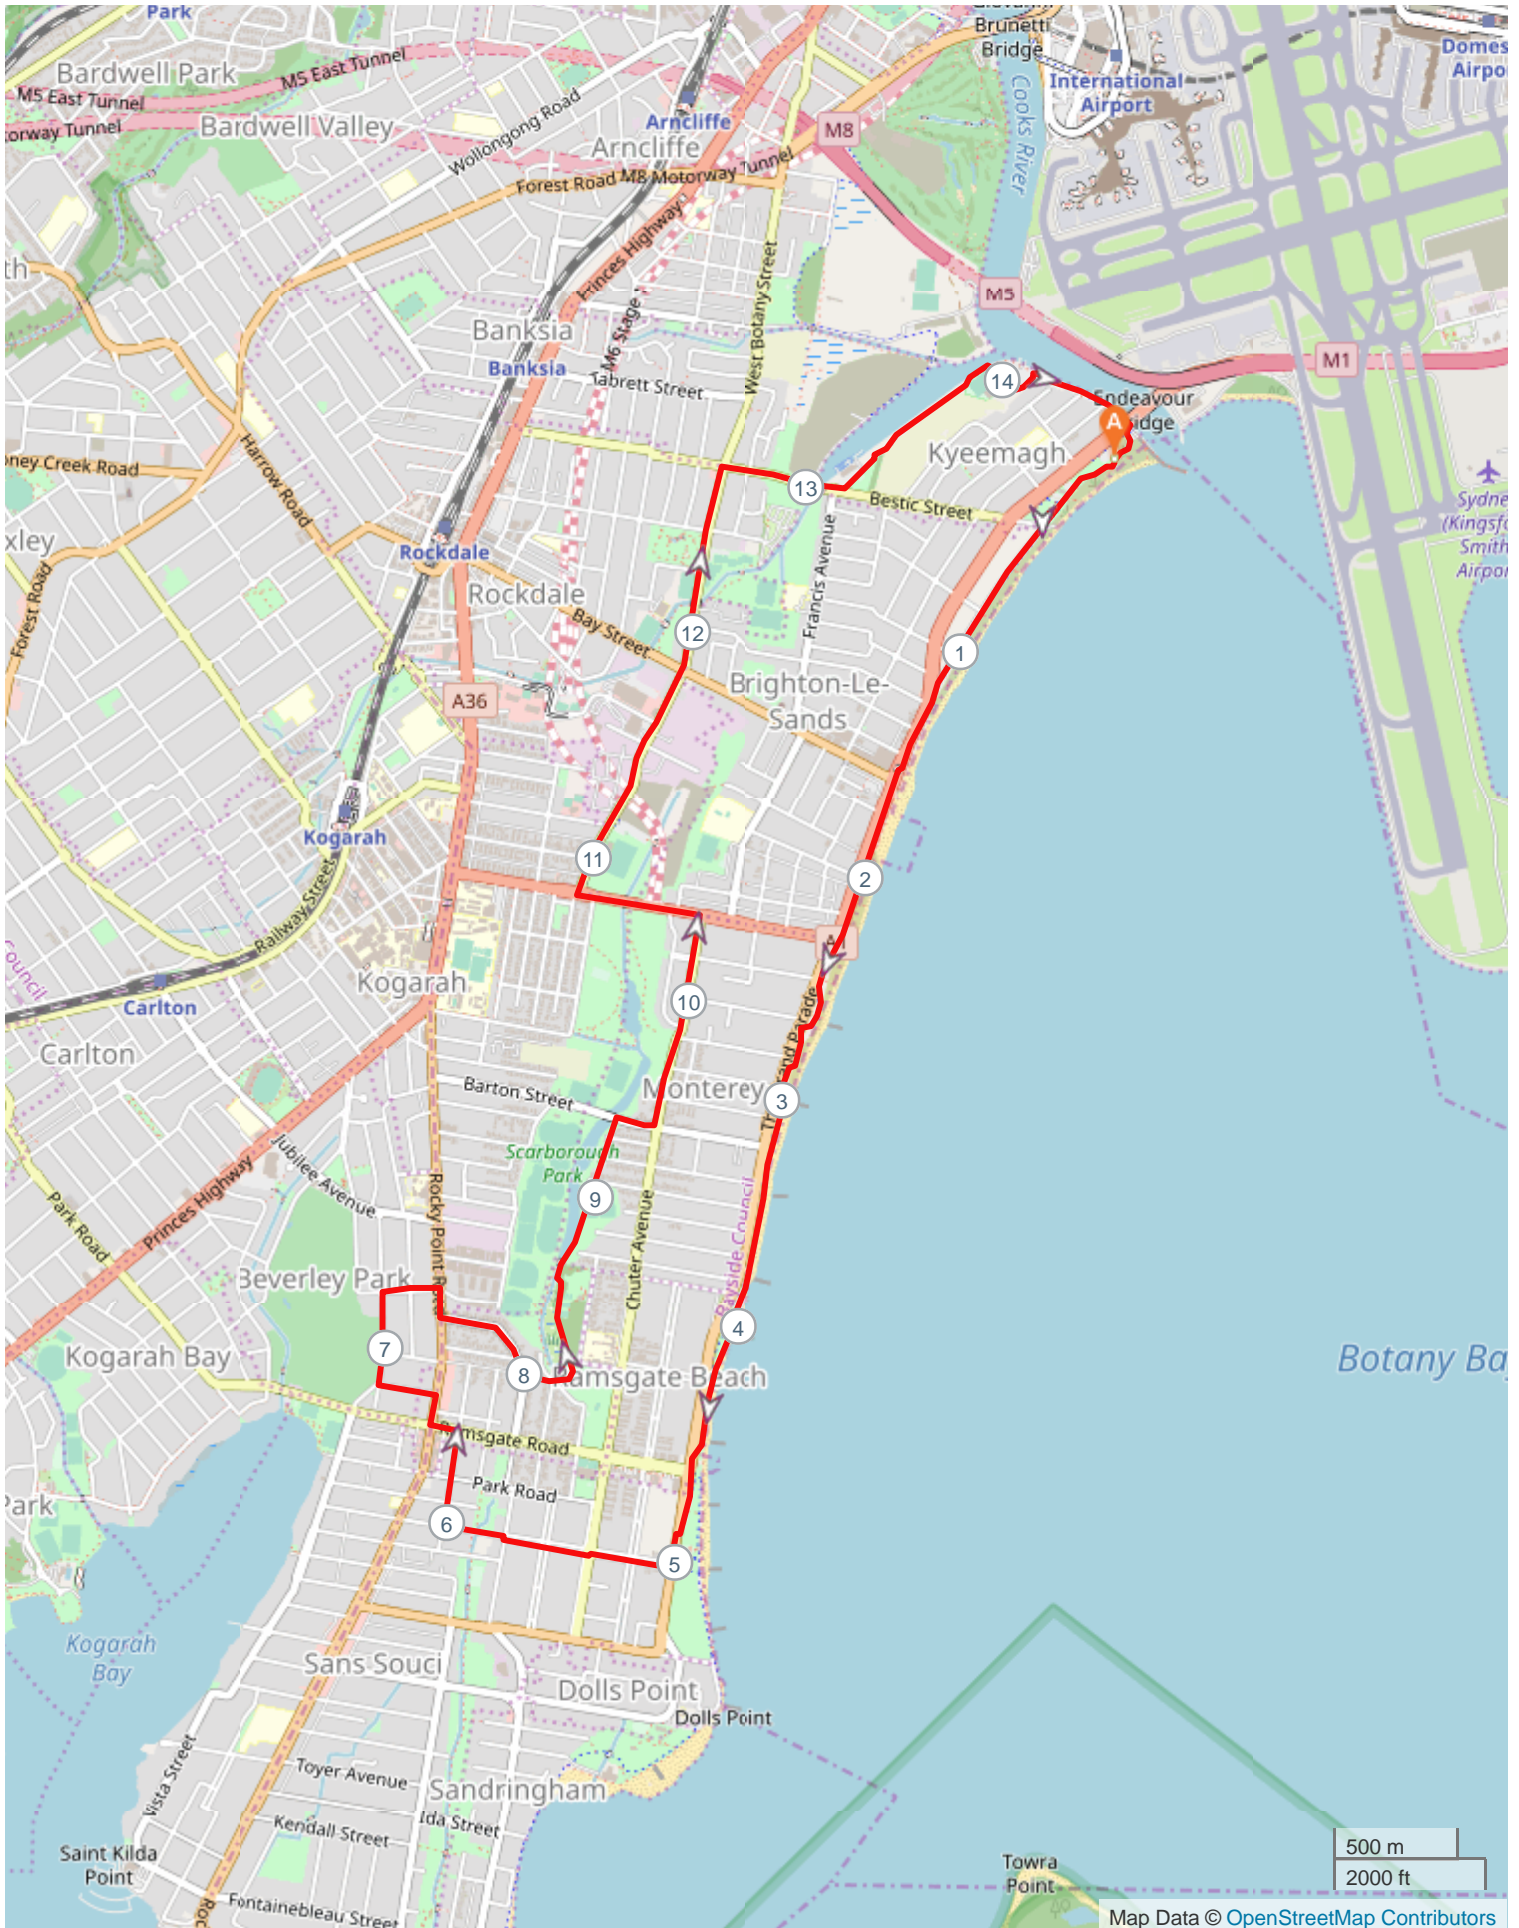 Park
Bardwell Park
M5 East Tunnel
M5 East Tunnel
Bardwell Valley
Wollongong Road
Arncliffe
Arncliffe
M8
Forest Road
M8 Motorway Tunnel
Brunetti
Bridge
International
Airport
Cooks River
Princes Highway
M5
M1
Banksia
Banksia
M6 Stage 1
Tabrett Street
West Botany Street
14
Endeavour
A
Kyeemagh
Harrow Road
13
Bestic Street
Rockdale
Rockdale
Forest Road
Francis Avenue
Smith
12
Bay Street
1
Brighton-Le-
Sands
A36
Kogarah
11
2
Railway Street
Kogarah
Carlton
Carlton
10
Barton Street
Monterey
3
Scarborough
Park
Jubilee Avenue
Princes Highway
Park Road
Rocky Point Road
9
Chuter Avenue
Bayside Council
Beverley Park
4
7
Kogarah Bay
8
Ramsgate Beach
Botany Bay
Ramsgate Road
Park Road
Park
6
5
Kogarah
Bay
Sans Souci
Dolls Point
Dolls Point
Vista Street
Toyer Avenue
Sandringham
Kendall Street
Ida Street
Saint Kilda
Point
Fontainebleau Street
Towra
Point
500 m
2000 ft
Map Data © OpenStreetMap Contributors